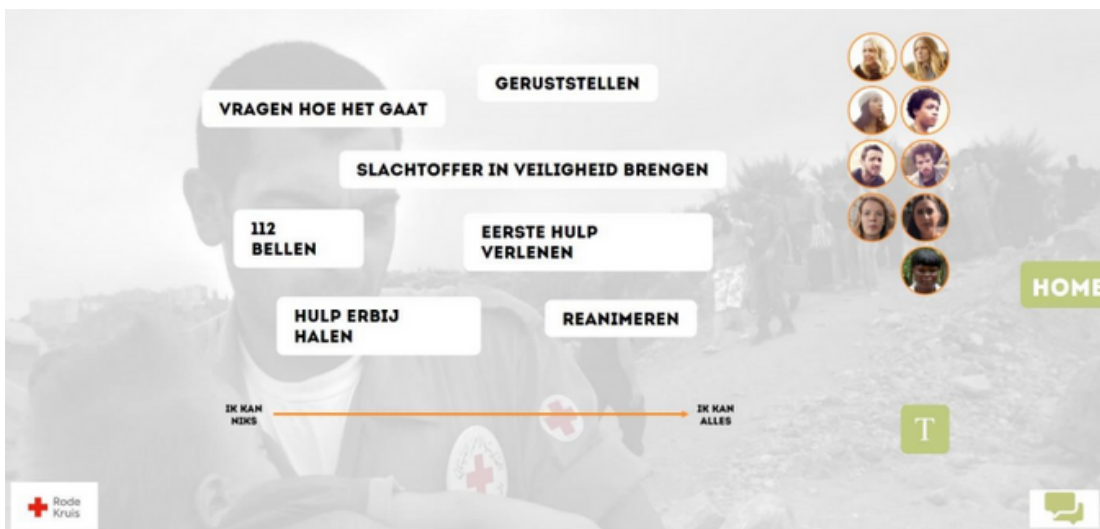 GERUSTSTELLEN
VRAGEN HOE HET GAAT
SLACHTOFFER IN VEILIGHEID BRENGEN
112
BELLEN
EERSTE HULP
VERLENEN
HOME
HULP ERBIJ
HALEN
REANIMEREN
IK KAN
NIKS
IK KAN
ALLES
T
Rode
Kruis